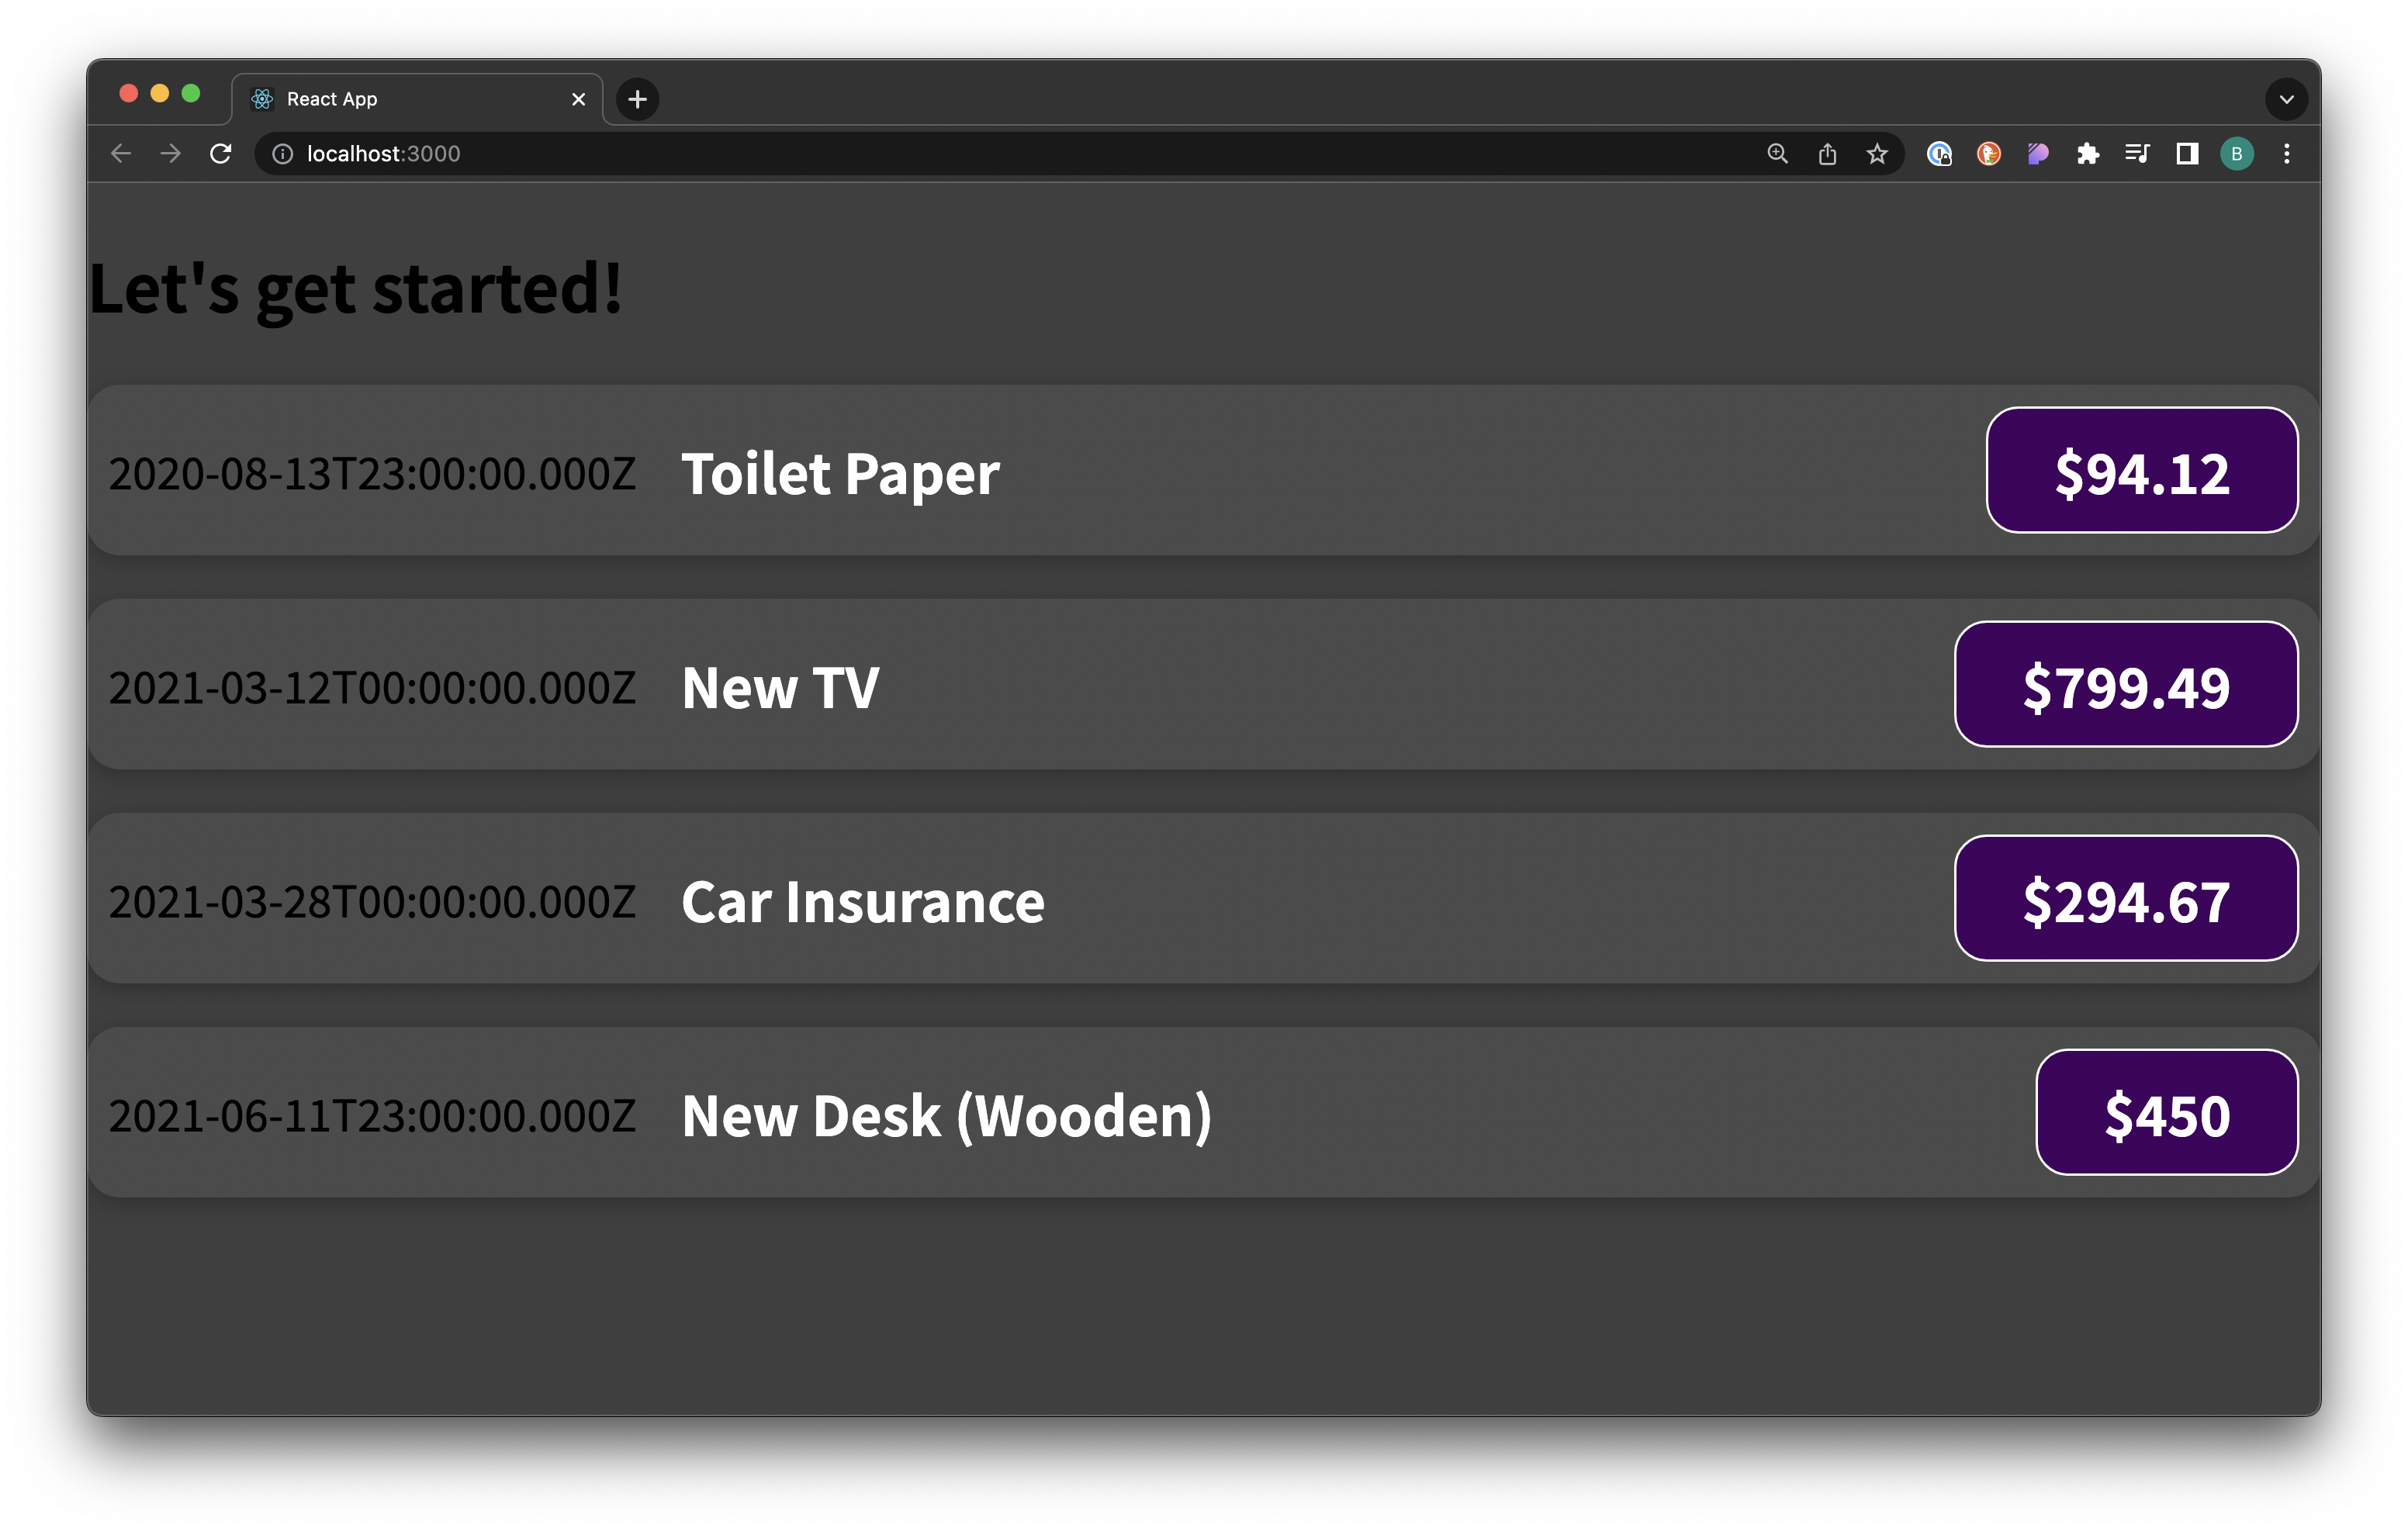 React App
localhost:3000
B
Let's get started!
2020-08-13T23:00:00.000Z Toilet Paper $94.12
2021-03-12T00:00:00.000Z New TV $799.49
2021-03-28T00:00:00.000Z Car Insurance $294.67
2021-06-11T23:00:00.000Z New Desk (Wooden) $450